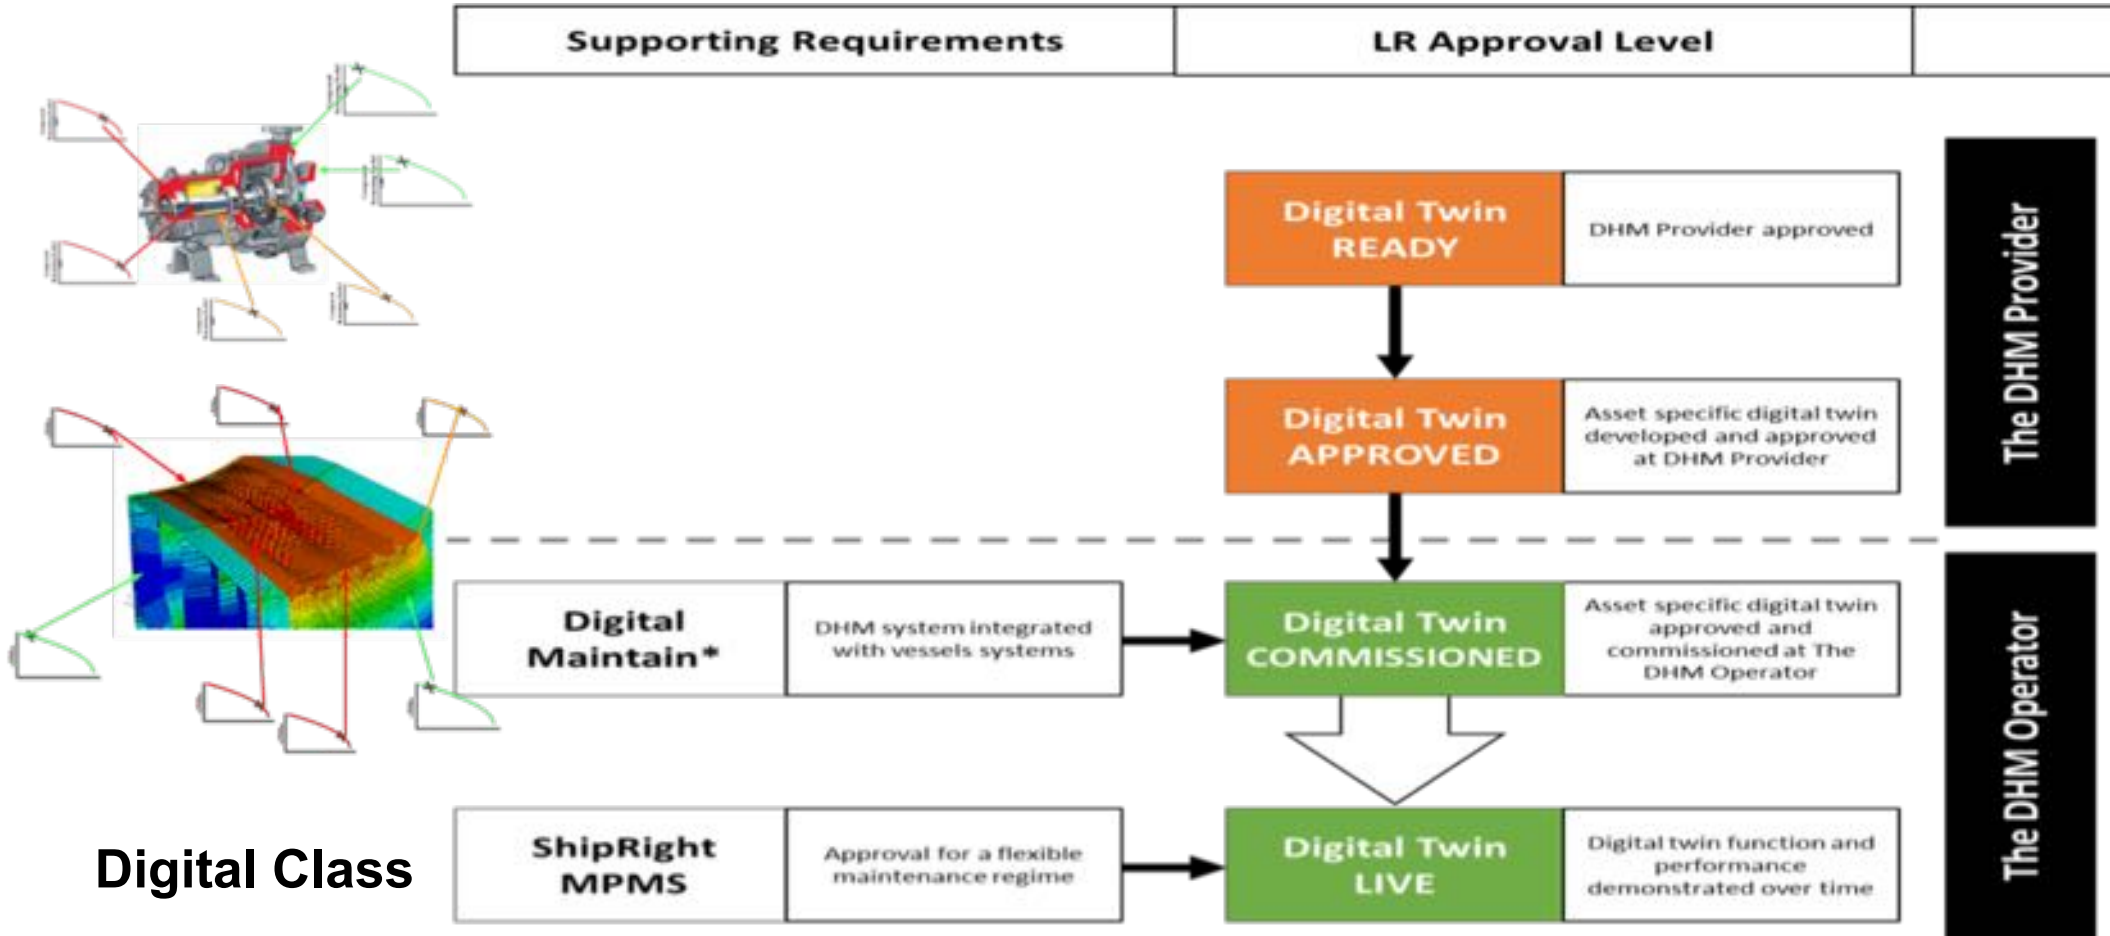 Supporting Requirements
LR Approval Level
Digital Twin
READY
DHM Provider approved
The DHM Provider
Digital Twin
APPROVED
Asset specific digital twin
developed and approved
at DHM Provider
Digital
Maintain*
DHM system integrated
with vessels systems
Digital Twin
COMMISSIONED
Asset specific digital twin
approved and
commissioned at The
DHM Operator
The DHM Operator
Digital Class
ShipRight
MPMS
Approval for a flexible
maintenance regime
Digital Twin
LIVE
Digital twin function and
performance
demonstrated over time